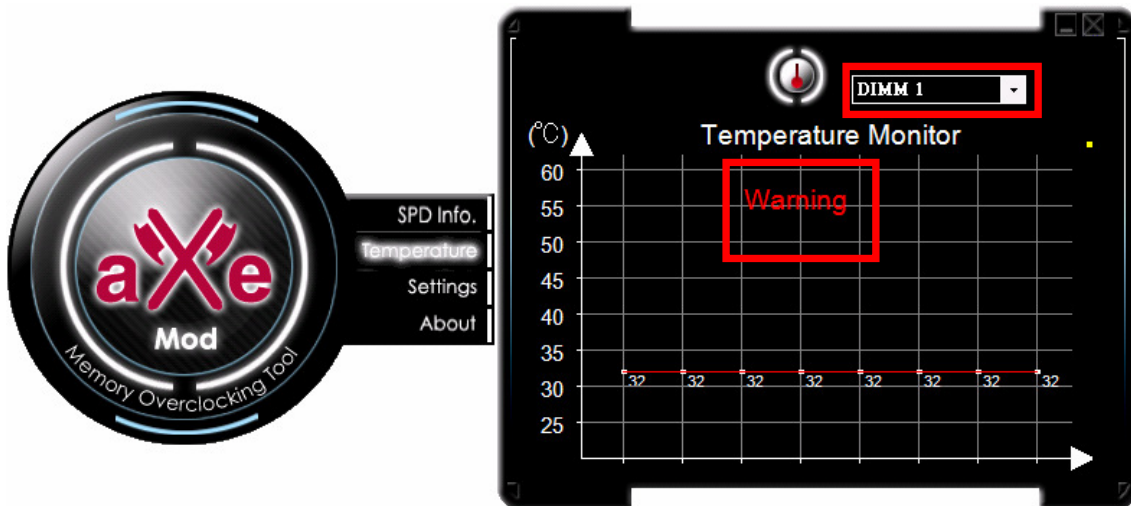 DIMM 1
(°C)
Temperature Monitor
60
55
50
45
40
35
30
25
Warning
32 32 32 32 32 32 32 32
SPD Info.
Temperature
Settings
About
aXe
Mod
Memory Overclocking Tool